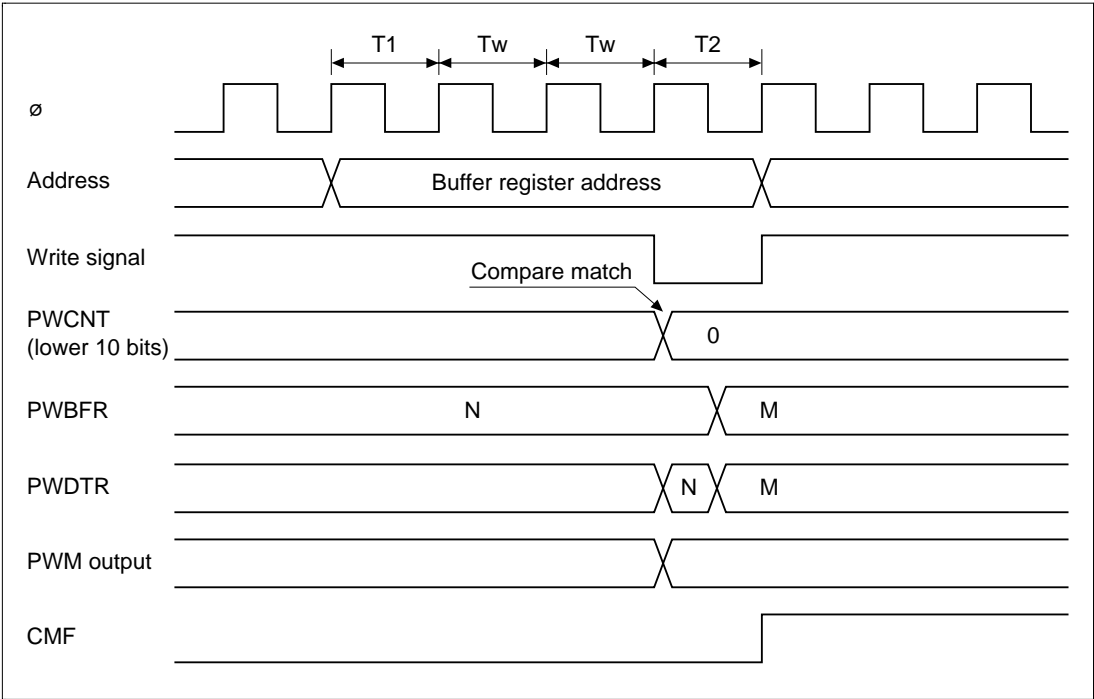 T1 Tw Tw T2
ø
Address Buffer register address
Write signal
Compare match
PWCNT
(lower 10 bits) 0
PWBFR N M
PWDTR N M
PWM output
CMF